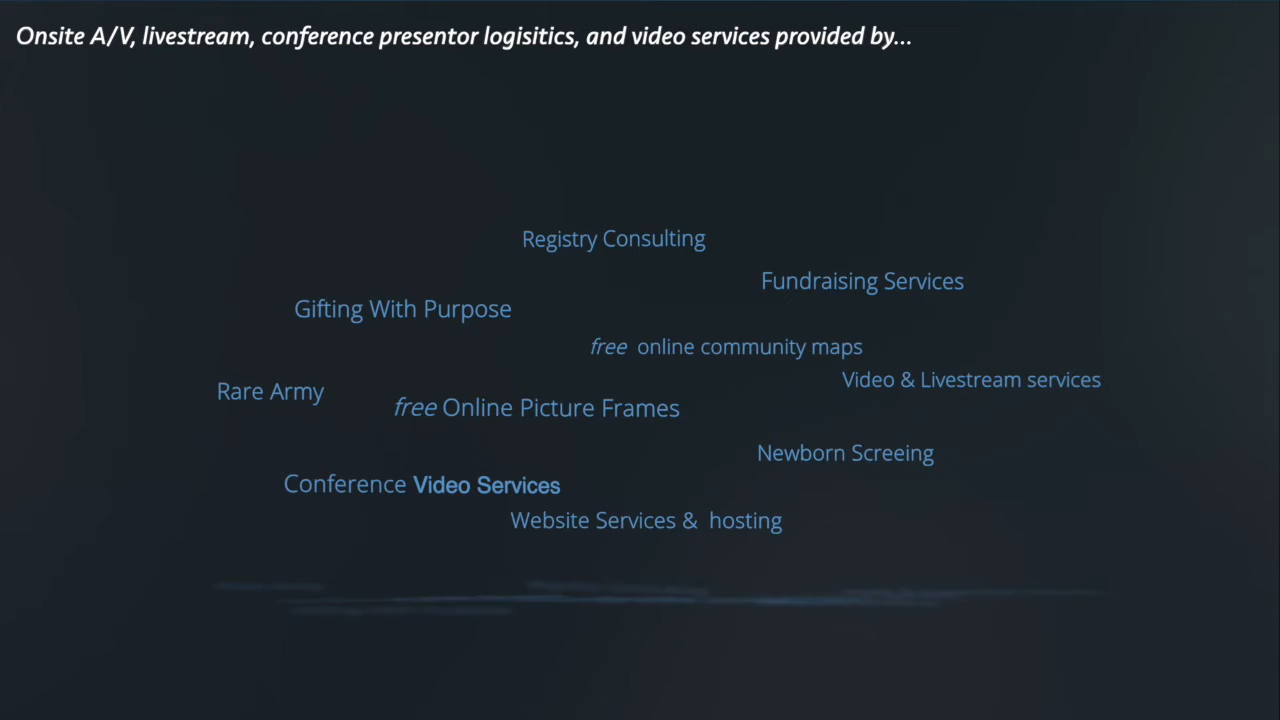 Onsite A/V, livestream, conference presentor logisitics, and video services provided by...
Registry Consulting
Fundraising Services
Gifting With Purpose
free online community maps
Video & Livestream services
Rare Army
free Online Picture Frames
Newborn Screeing
Conference Video Services
Website Services & hosting